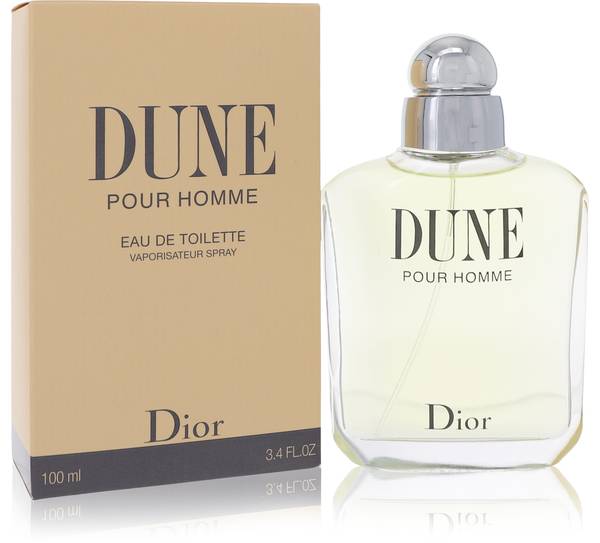 DUNE
POUR HOMME
EAU DE TOILETTE
VAPORISATEUR SPRAY
Dior
100 ml
3.4 FL.OZ
DUNE
POUR HOMME
Dior